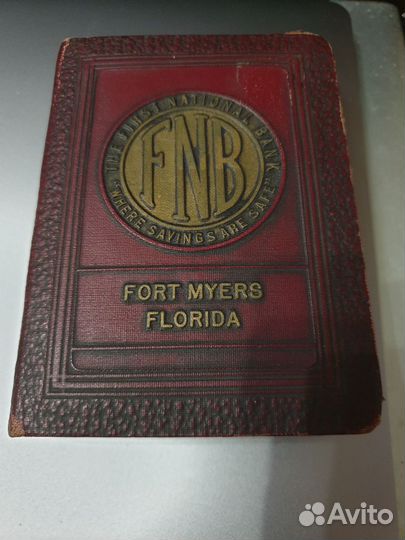 THE FIRST NATIONAL BANK
FNB
"WHERE SAVINGS ARE SAFE"
FORT MYERS
FLORIDA
Avito